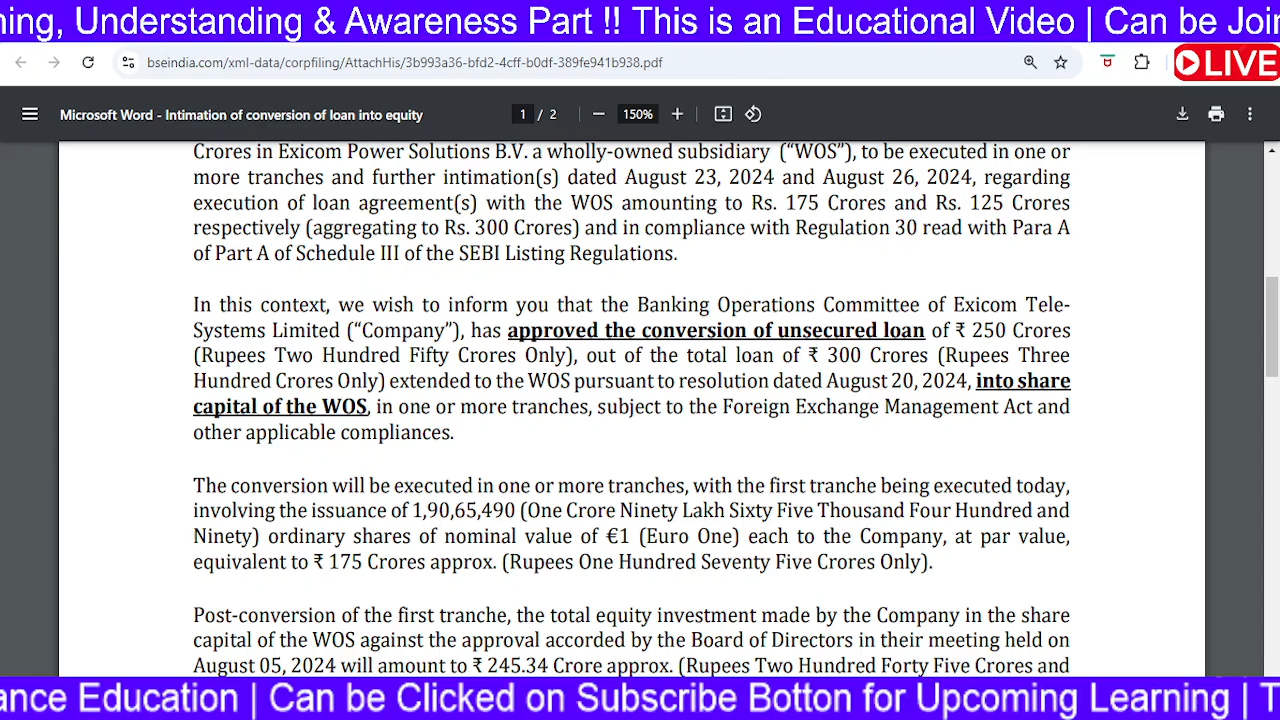 ning, Understanding & Awareness Part !! This is an Educational Video | Can be Join
bseindia.com/xml-data/corpfiling/AttachHis/3b99b136-bfd2-4cff-b0df-389fe941b938.pdf
LIVE
Microsoft Word - Intimation of conversion of loan into equity
1 / 2
150%
Crores in Exicom Power Solutions B.V. a wholly-owned subsidiary (“WOS”), to be executed in one or
more tranches and further intimation(s) dated August 23, 2024 and August 26, 2024, regarding
execution of loan agreement(s) with the WOS amounting to Rs. 175 Crores and Rs. 125 Crores
respectively (aggregating to Rs. 300 Crores) and in compliance with Regulation 30 read with Para A
of Part A of Schedule III of the SEBI Listing Regulations.
In this context, we wish to inform you that the Banking Operations Committee of Exicom Tele-
Systems Limited (“Company”), has approved the conversion of unsecured loan of ₹ 250 Crores
(Rupees Two Hundred Fifty Crores Only), out of the total loan of ₹ 300 Crores (Rupees Three
Hundred Crores Only) extended to the WOS pursuant to resolution dated August 20, 2024, into share
capital of the WOS, in one or more tranches, subject to the Foreign Exchange Management Act and
other applicable compliances.
The conversion will be executed in one or more tranches, with the first tranche being executed today,
involving the issuance of 1,90,65,490 (One Crore Ninety Lakh Sixty Five Thousand Four Hundred and
Ninety) ordinary shares of nominal value of €1 (Euro One) each to the Company, at par value,
equivalent to ₹ 175 Crores approx. (Rupees One Hundred Seventy Five Crores Only).
Post-conversion of the first tranche, the total equity investment made by the Company in the share
capital of the WOS against the approval accorded by the Board of Directors in their meeting held on
August 05, 2024 will amount to ₹ 245.34 Crore approx. (Rupees Two Hundred Forty Five Crores and
ance Education | Can be Clicked on Subscribe Botton for Upcoming Learning | T